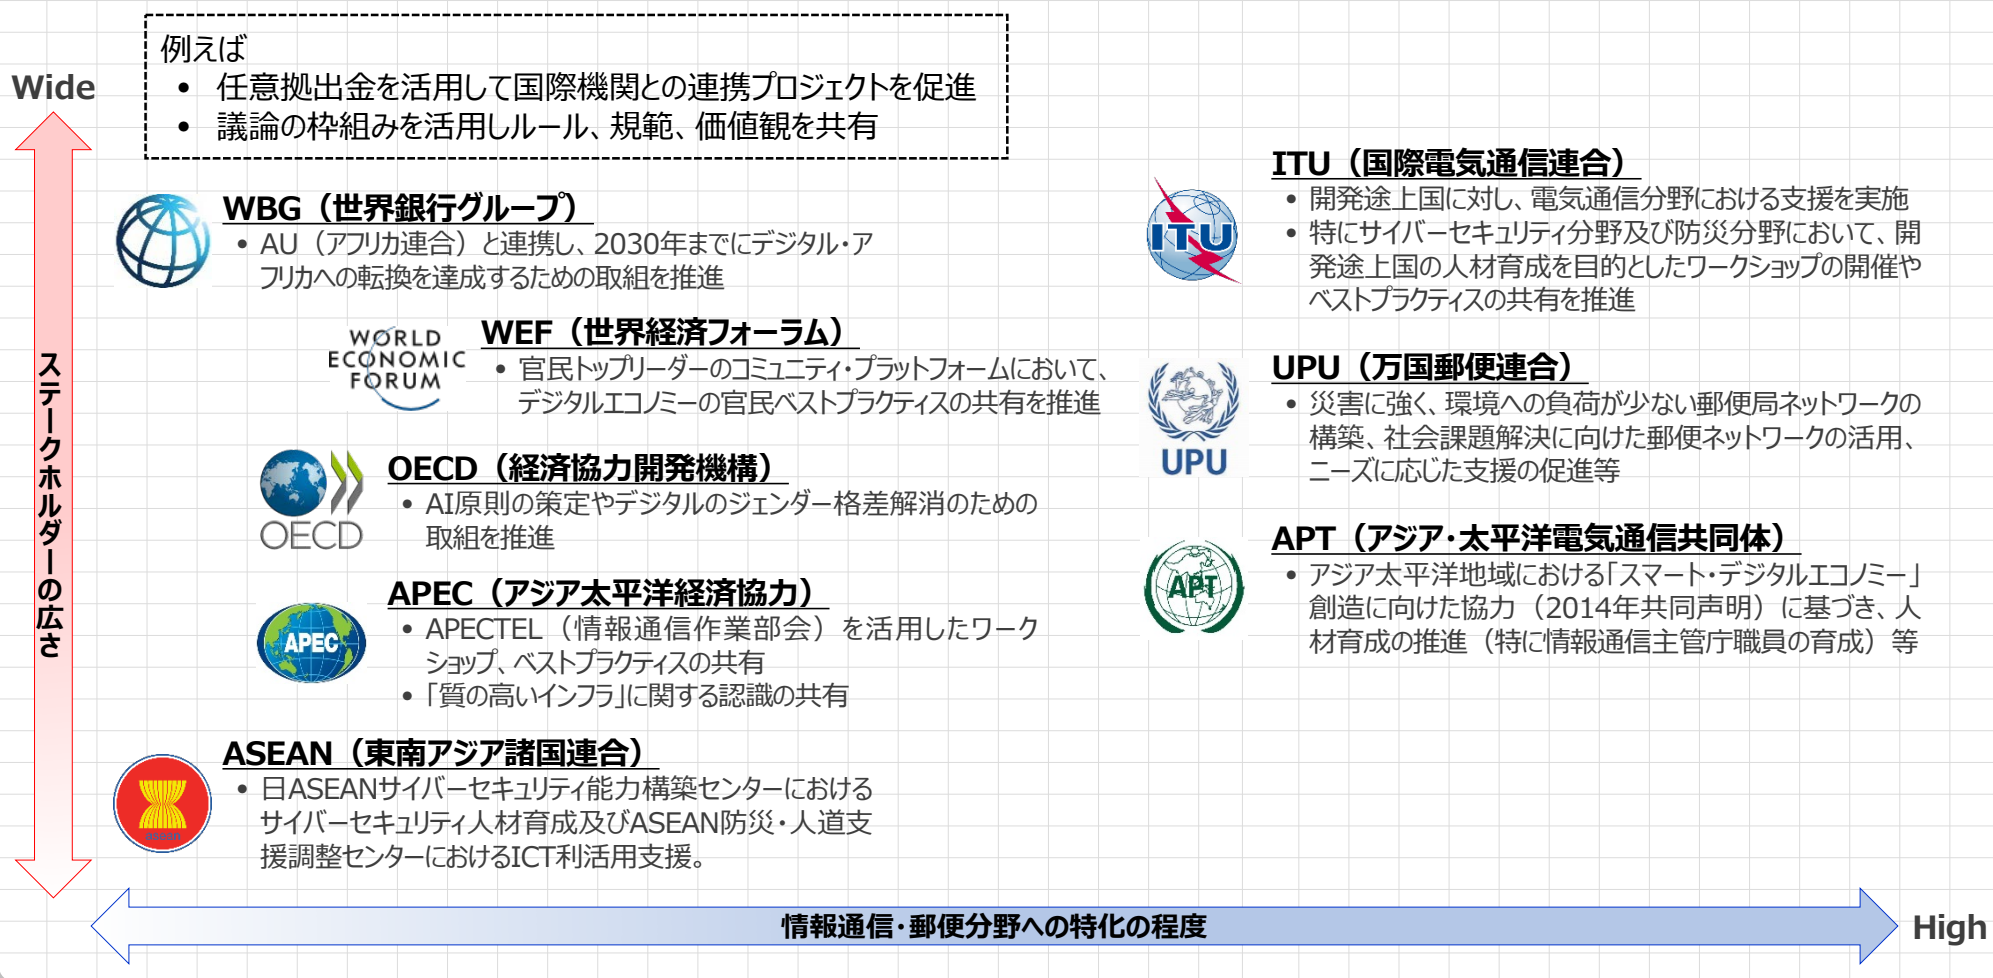 例えば
• 任意拠出金を活用して国際機関との連携プロジェクトを促進
• 議論の枠組みを活用しルール、規範、価値観を共有
Wide
ステークホルダーの広さ
WBG（世界銀行グループ）
• AU（アフリカ連合）と連携し、2030年までにデジタル・ア
フリカへの転換を達成するための取組を推進
WORLD
ECONOMIC
FORUM
WEF（世界経済フォーラム）
• 官民トップリーダーのコミュニティ・プラットフォームにおいて、
デジタルエコノミーの官民ベストプラクティスの共有を推進
OECD
OECD（経済協力開発機構）
• AI原則の策定やデジタルのジェンダー格差解消のための
取組を推進
APEC
APEC（アジア太平洋経済協力）
• APECTEL（情報通信作業部会）を活用したワーク
ショップ、ベストプラクティスの共有
• 「質の高いインフラ」に関する認識の共有
asean
ASEAN（東南アジア諸国連合）
• 日ASEANサイバーセキュリティ能力構築センターにおける
サイバーセキュリティ人材育成及びASEAN防災・人道支
援調整センターにおけるICT利活用支援。
ITU
ITU（国際電気通信連合）
• 開発途上国に対し、電気通信分野における支援を実施
• 特にサイバーセキュリティ分野及び防災分野において、開
発途上国の人材育成を目的としたワークショップの開催や
ベストプラクティスの共有を推進
UPU
UPU（万国郵便連合）
• 災害に強く、環境への負荷が少ない郵便局ネットワークの
構築、社会課題解決に向けた郵便ネットワークの活用、
ニーズに応じた支援の促進等
APT
APT（アジア・太平洋電気通信共同体）
• アジア太平洋地域における「スマート・デジタルエコノミー」
創造に向けた協力（2014年共同声明）に基づき、人
材育成の推進（特に情報通信主管庁職員の育成）等
情報通信・郵便分野への特化の程度
High